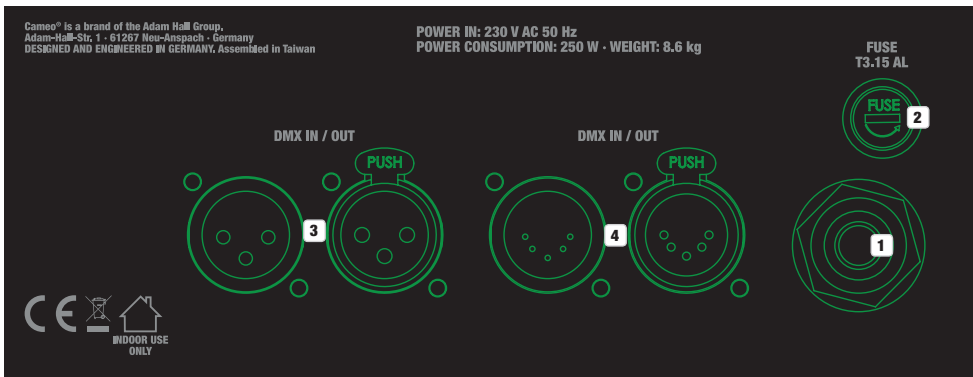 Cameo® is a brand of the Adam Hall Group,
Adam-Hall-Str, 1 · 61267 Neu-Anspach · Germany
DESIGNED AND ENGINEERED IN GERMANY. Assembled in Taiwan
POWER IN: 230 V AC 50 Hz
POWER CONSUMPTION: 250 W · WEIGHT: 8.6 kg
FUSE
T3.15 AL
FUSE
2
DMX IN / OUT
DMX IN / OUT
PUSH
PUSH
3
4
1
CE
INDOOR USE
ONLY